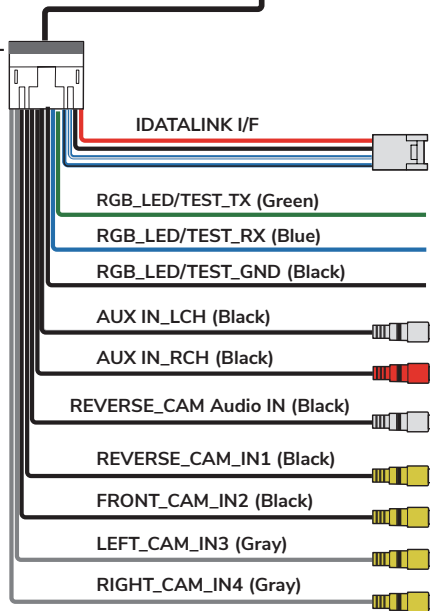 IDATALINK I/F
RGB_LED/TEST_TX (Green)
RGB_LED/TEST_RX (Blue)
RGB_LED/TEST_GND (Black)
AUX IN_LCH (Black)
AUX IN_RCH (Black)
REVERSE_CAM Audio IN (Black)
REVERSE_CAM_IN1 (Black)
FRONT_CAM_IN2 (Black)
LEFT_CAM_IN3 (Gray)
RIGHT_CAM_IN4 (Gray)